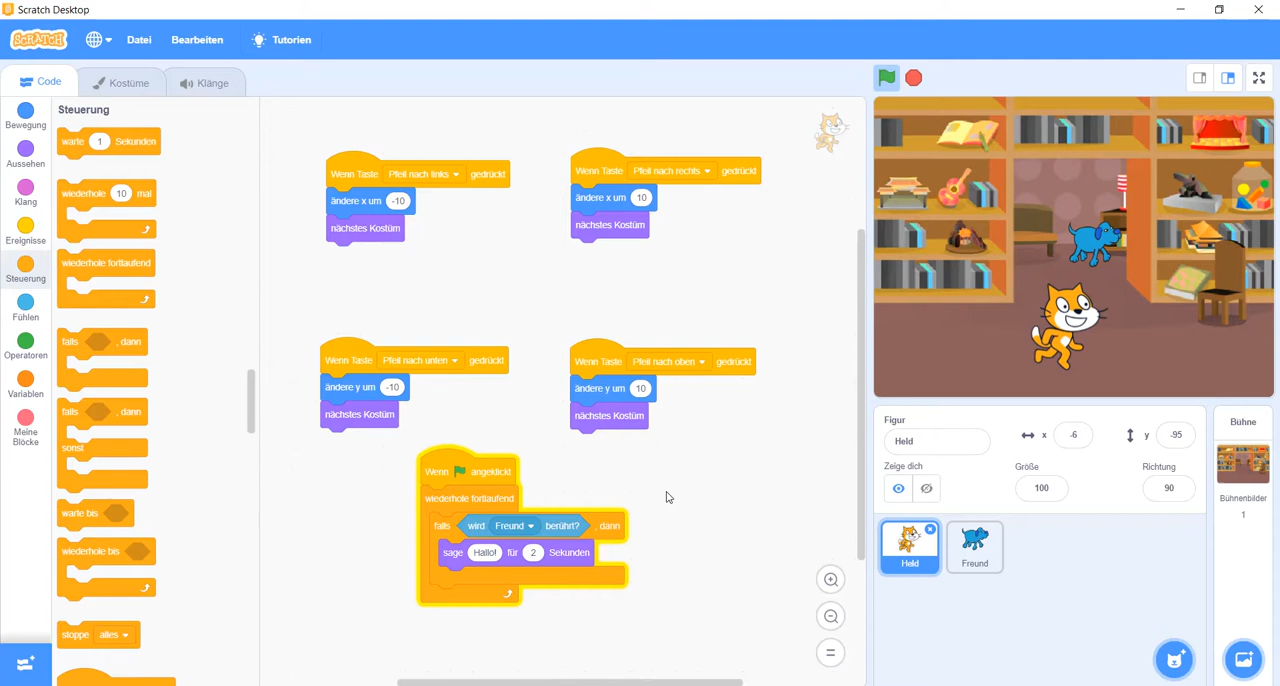 Scratch Desktop
SCRATCH
Datei
Bearbeiten
Tutorien
Code
Kostüme
Klänge
Bewegung
Aussehen
Klang
Ereignisse
Steuerung
Fühlen
Operatoren
Variablen
Meine
Blöcke
Steuerung
warte 1 Sekunden
wiederhole 10 mal
wiederhole fortlaufend
falls , dann
falls , dann
sonst
warte bis
wiederhole bis
stoppe alles
Wenn Taste Pfeil nach links gedrückt
ändere x um -10
nächstes Kostüm
Wenn Taste Pfeil nach rechts gedrückt
ändere x um 10
nächstes Kostüm
Wenn Taste Pfeil nach unten gedrückt
ändere y um -10
nächstes Kostüm
Wenn Taste Pfeil nach oben gedrückt
ändere y um 10
nächstes Kostüm
Wenn angeklickt
wiederhole fortlaufend
falls wird Freund berührt? , dann
sage Hallo! für 2 Sekunden
Figur
Held
x -6
y -95
Zeige dich
Größe
100
Richtung
90
Held
Freund
Bühne
Bühnenbilder
1